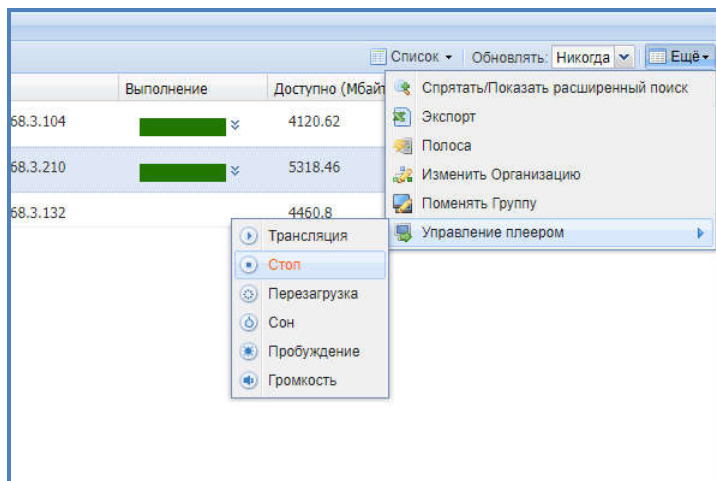 Список Обновлять: Никогда Ещё
Выполнение Доступно (Мбайт
Спрятать/Показать расширенный поиск
68.3.104 4120.62
Экспорт
Полоса
68.3.210 5318.46
Изменить Организацию
68.3.132 4460.8
Поменять Группу
Управление плеером
Трансляция
Стоп
Перезагрузка
Сон
Пробуждение
Громкость